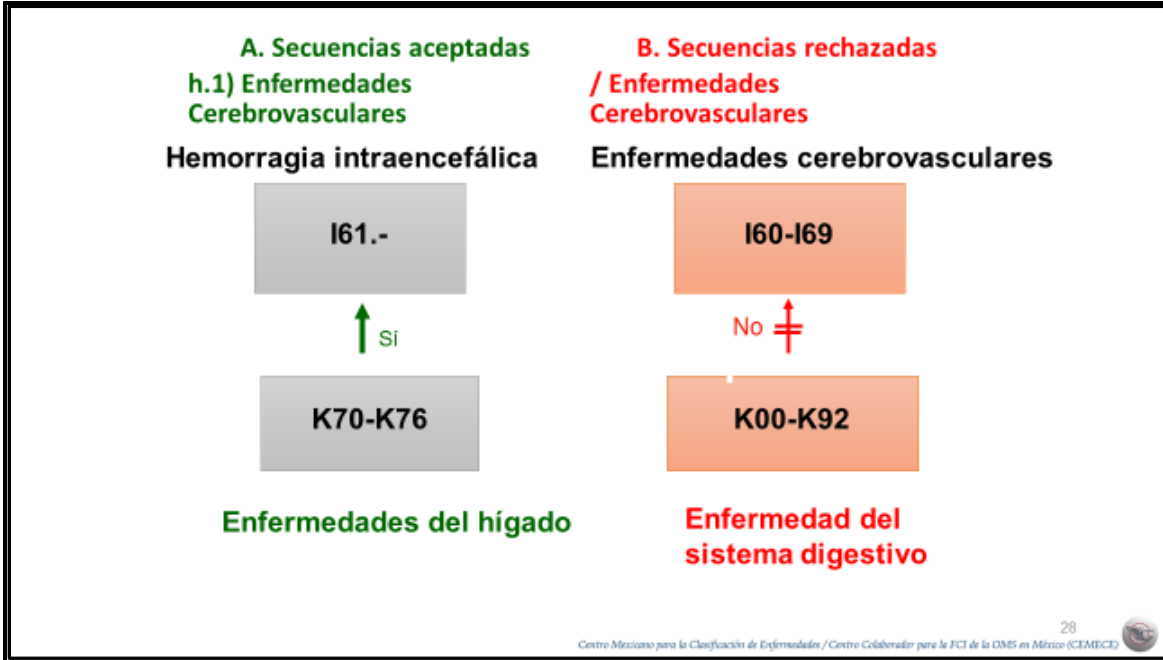 A. Secuencias aceptadas
h.1) Enfermedades
Cerebrovasculares
Hemorragia intraencefálica
I61.-
Sí
K70-K76
Enfermedades del hígado
B. Secuencias rechazadas
/ Enfermedades
Cerebrovasculares
Enfermedades cerebrovasculares
I60-I69
No
K00-K92
Enfermedad del
sistema digestivo
28
Centro Mexicano para la Clasificación de Enfermedades / Centro Colaborador para la FCI de la OMS en México (CEMECE)